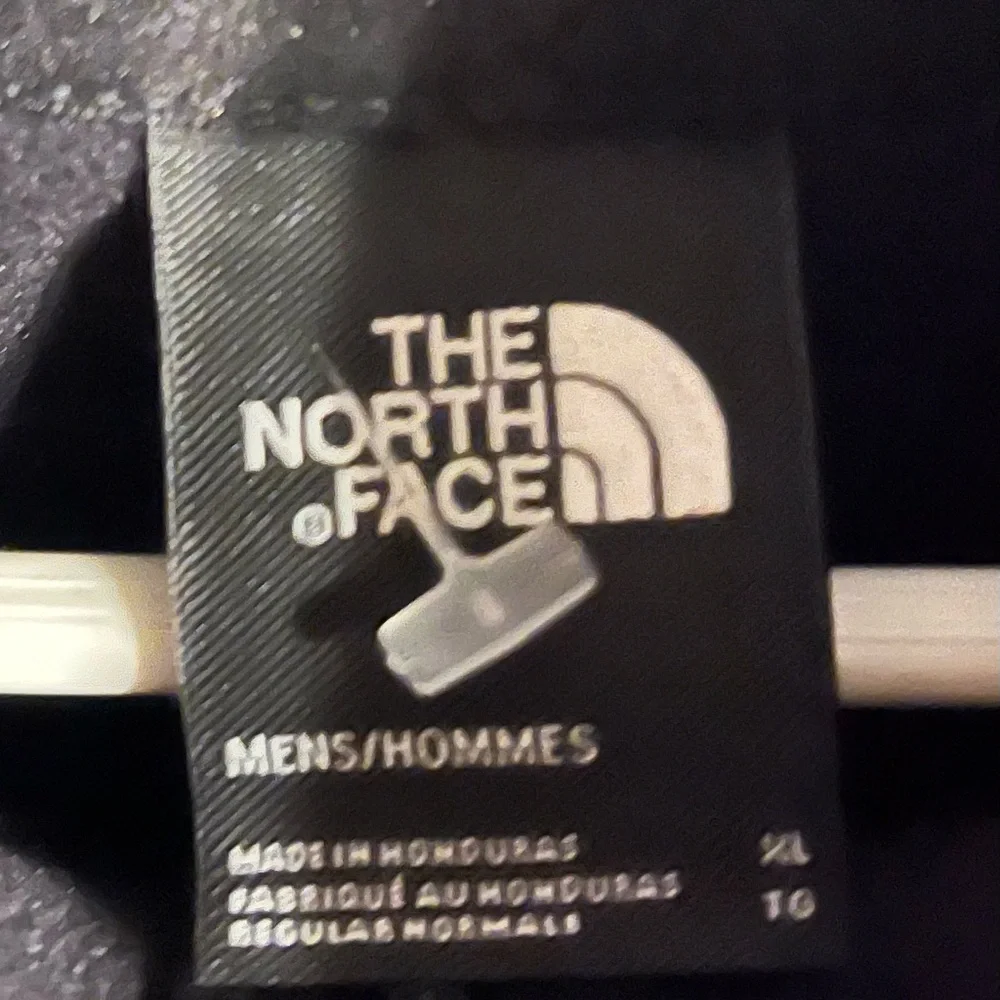 THE
NORTH
®FACE
MENS/HOMMES
MADE IN HONDURAS XL
FABRIQUÉ AU HONDURAS TG
REGULAR NORMALE